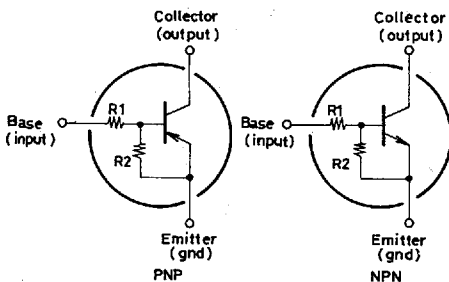 Collector
(output)
R1
Base
(input)
R2
Emitter
(gnd)
PNP
Collector
(output)
R1
Base
(input)
R2
Emitter
(gnd)
NPN